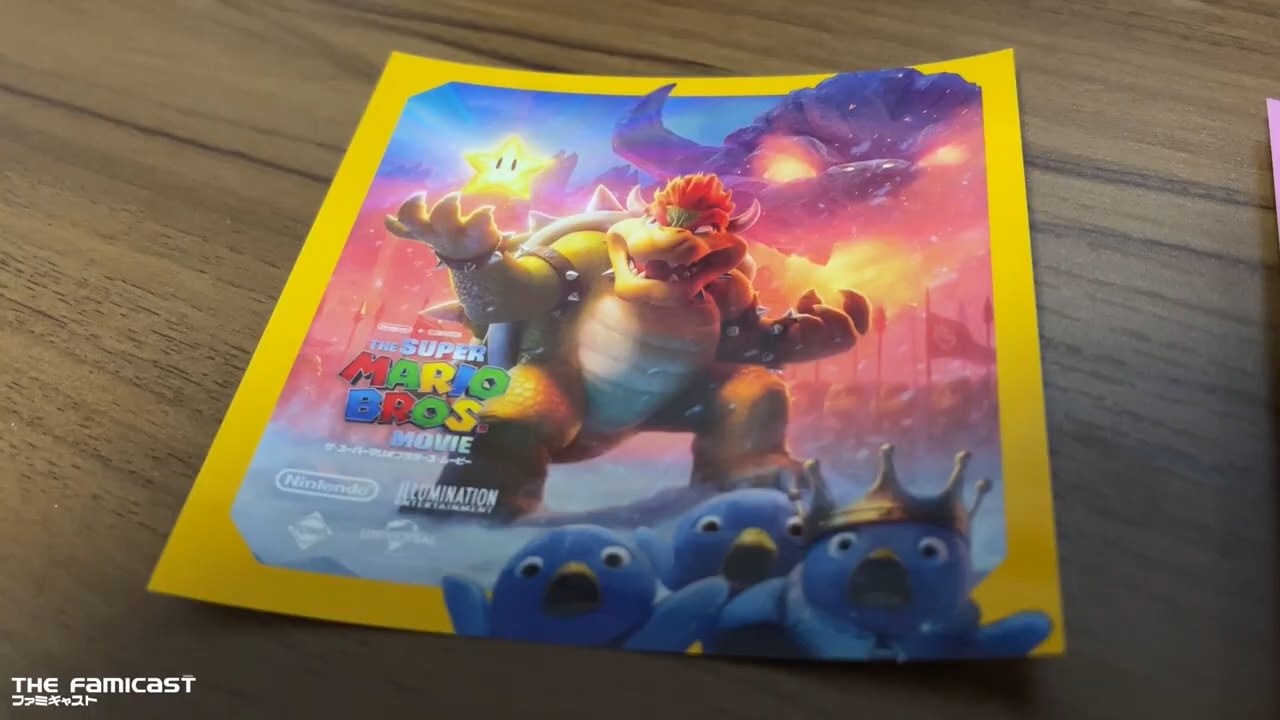 THE SUPER
MARIO
BROS.
MOVIE
ザ・スーパーマリオブラザーズ・ムービー
Nintendo
ILLUMINATION
ENTERTAINMENT
THE FAMICAST
ファミキャスト